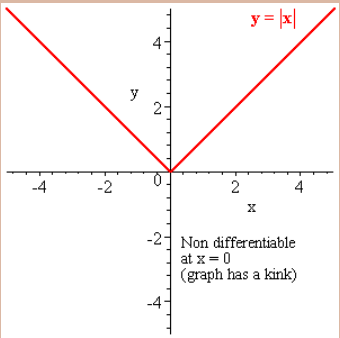 y = |x|
4
y
2
0
-4
-2
2
4
x
-2
Non differentiable
at x = 0
(graph has a kink)
-4